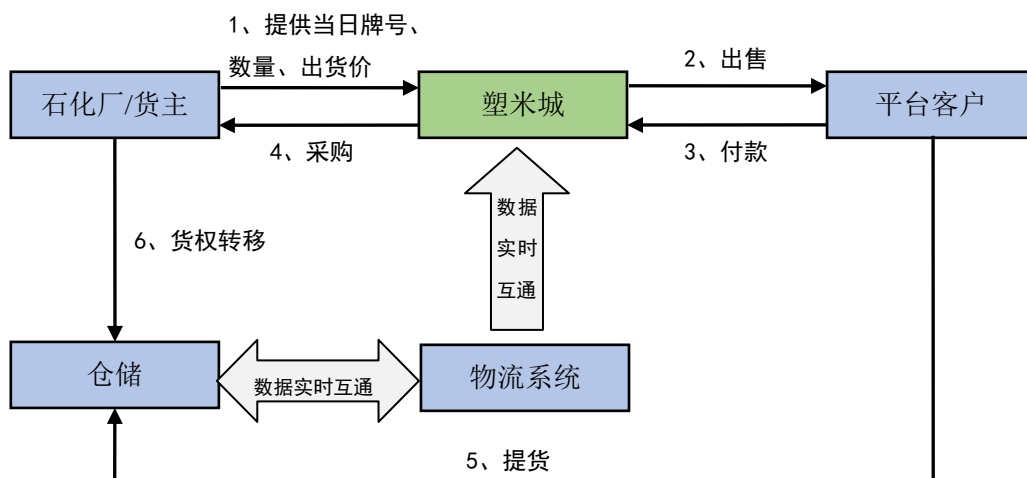 1、提供当日牌号、
数量、出货价
2、出售
石化厂/货主
塑米城
平台客户
4、采购
3、付款
数据
实时
互通
6、货权转移
仓储
数据实时互通
物流系统
5、提货